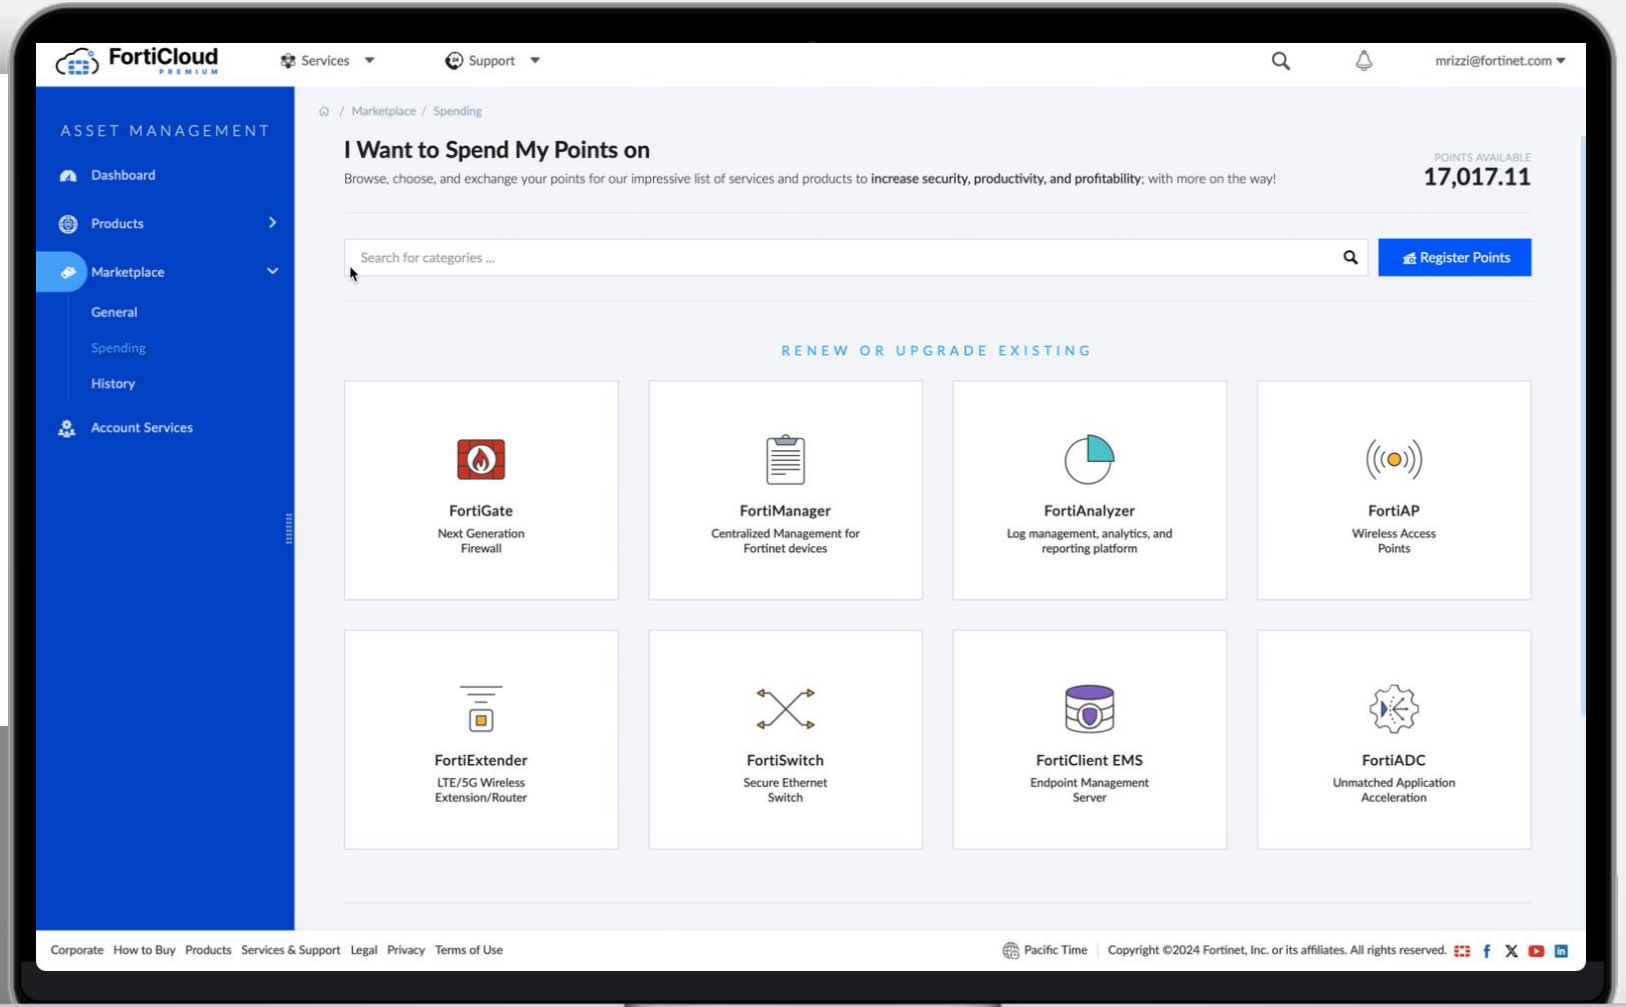 FortiCloud
PREMIUM
Services
Support
mrizzi@fortinet.com
ASSET MANAGEMENT
Dashboard
Products
Marketplace
General
Spending
History
Account Services
/ Marketplace / Spending
I Want to Spend My Points on
Browse, choose, and exchange your points for our impressive list of services and products to increase security, productivity, and profitability; with more on the way!
POINTS AVAILABLE
17,017.11
Search for categories ...
Register Points
RENEW OR UPGRADE EXISTING
FortiGate
Next Generation
Firewall
FortiManager
Centralized Management for
Fortinet devices
FortiAnalyzer
Log management, analytics, and
reporting platform
FortiAP
Wireless Access
Points
FortiExtender
LTE/5G Wireless
Extension/Router
FortiSwitch
Secure Ethernet
Switch
FortiClient EMS
Endpoint Management
Server
FortiADC
Unmatched Application
Acceleration
Corporate How to Buy Products Services & Support Legal Privacy Terms of Use
Pacific Time
Copyright ©2024 Fortinet, Inc. or its affiliates. All rights reserved.